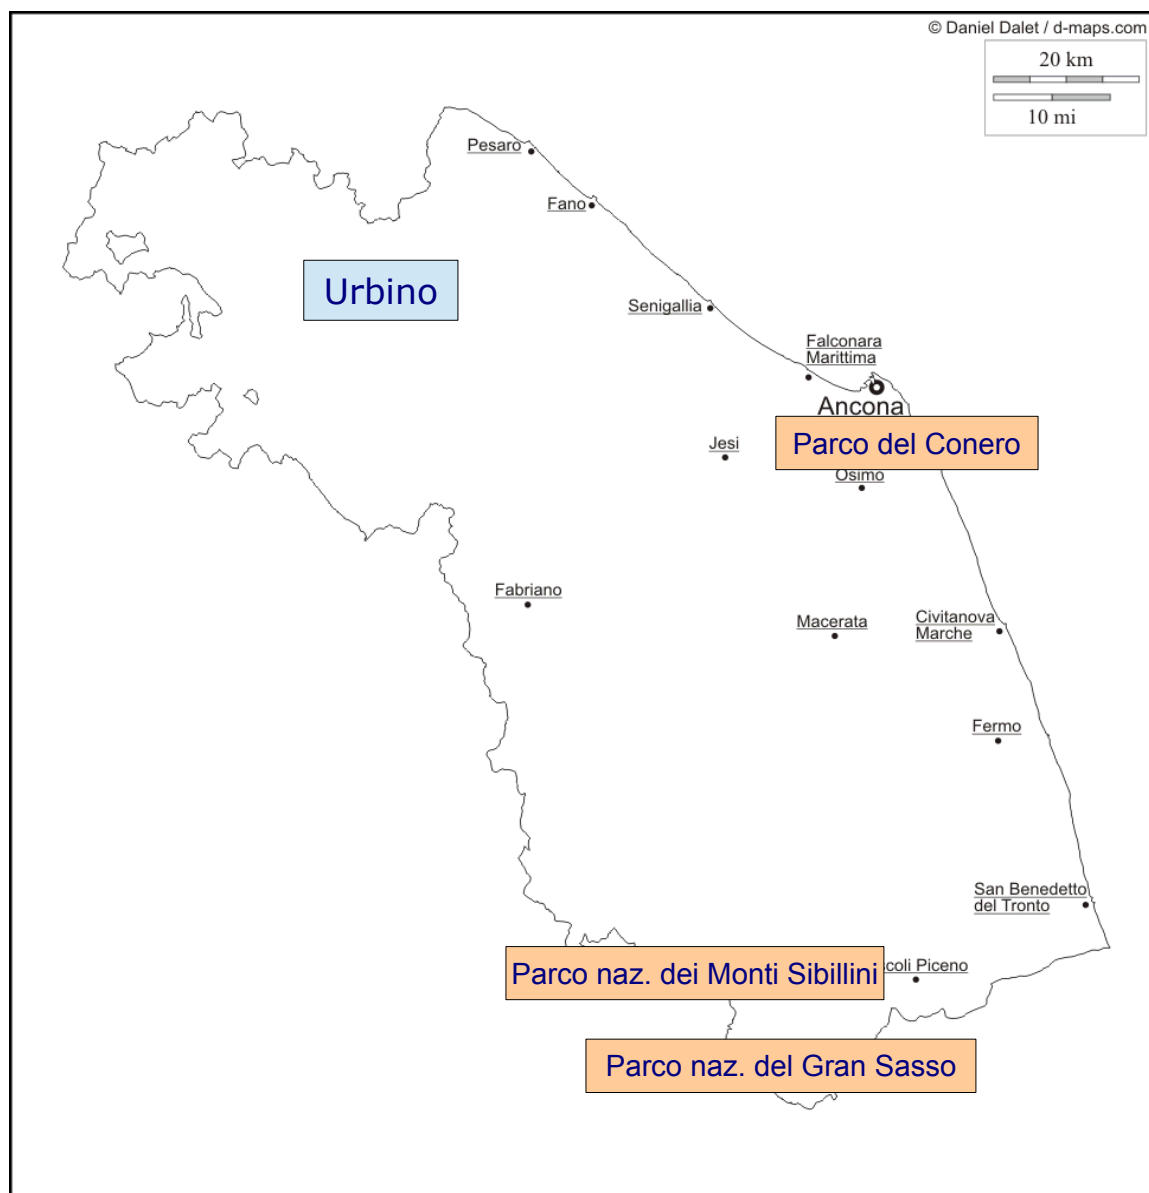 © Daniel Dalet / d-maps.com
20 km
10 mi
Pesaro
Fano
Urbino
Senigallia
Falconara
Marittima
Ancona
Parco del Conero
Jesi
Osimo
Fabriano
Macerata
Civitanova
Marche
Fermo
San Benedetto
del Tronto
Parco naz. dei Monti Sibillini
coli Piceno
Parco naz. del Gran Sasso